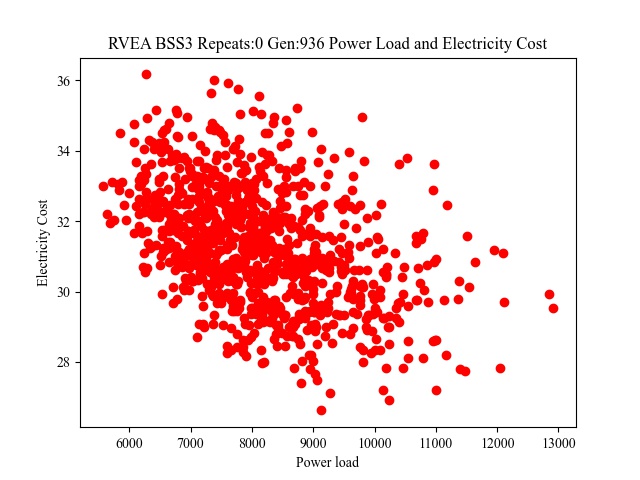 RVEA BSS3 Repeats:0 Gen:936 Power Load and Electricity Cost
36
34
32
30
28
Electricity Cost
6000 7000 8000 9000 10000 11000 12000 13000
Power load